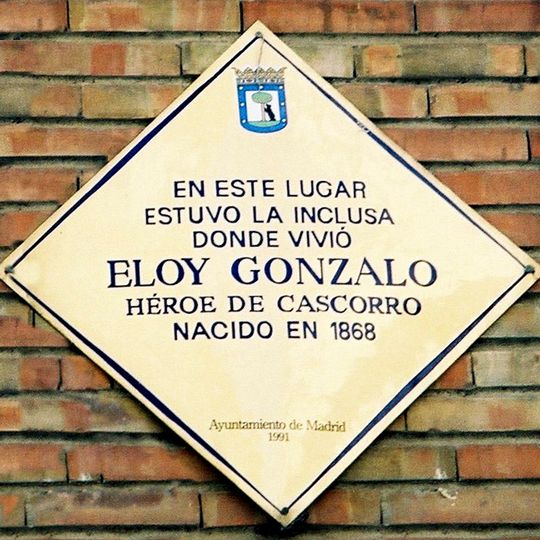 EN ESTE LUGAR
ESTUVO LA INCLUSA
DONDE VIVIÓ
ELOY GONZALO
HÉROE DE CASCORRO
NACIDO EN 1868
Ayuntamiento de Madrid
1991